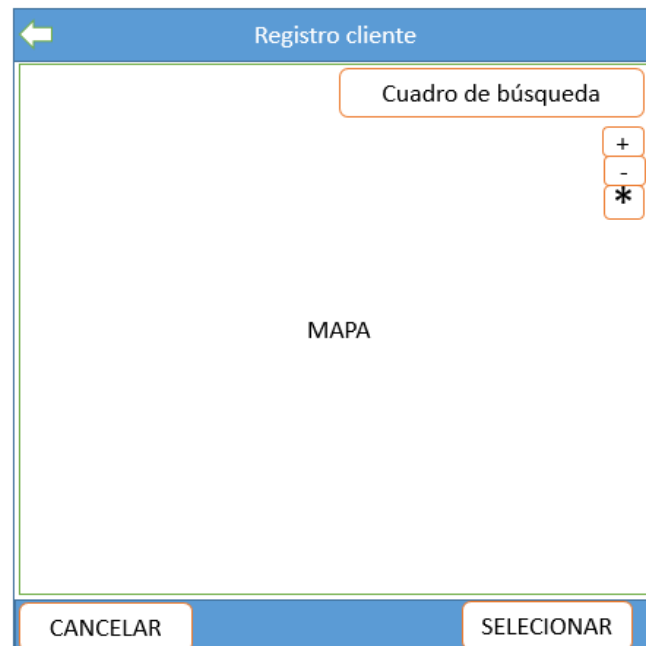 Registro cliente
Cuadro de búsqueda
+
-
*
MAPA
CANCELAR
SELECIONAR